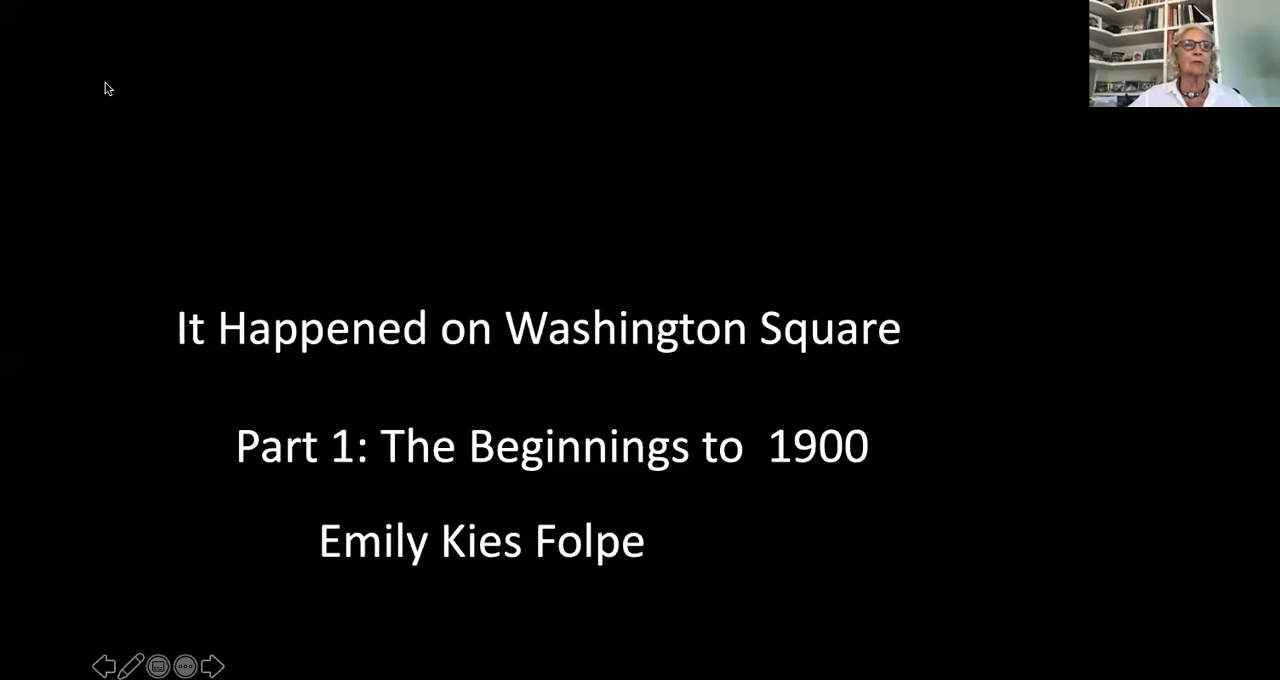 It Happened on Washington Square
Part 1: The Beginnings to 1900
Emily Kies Folpe